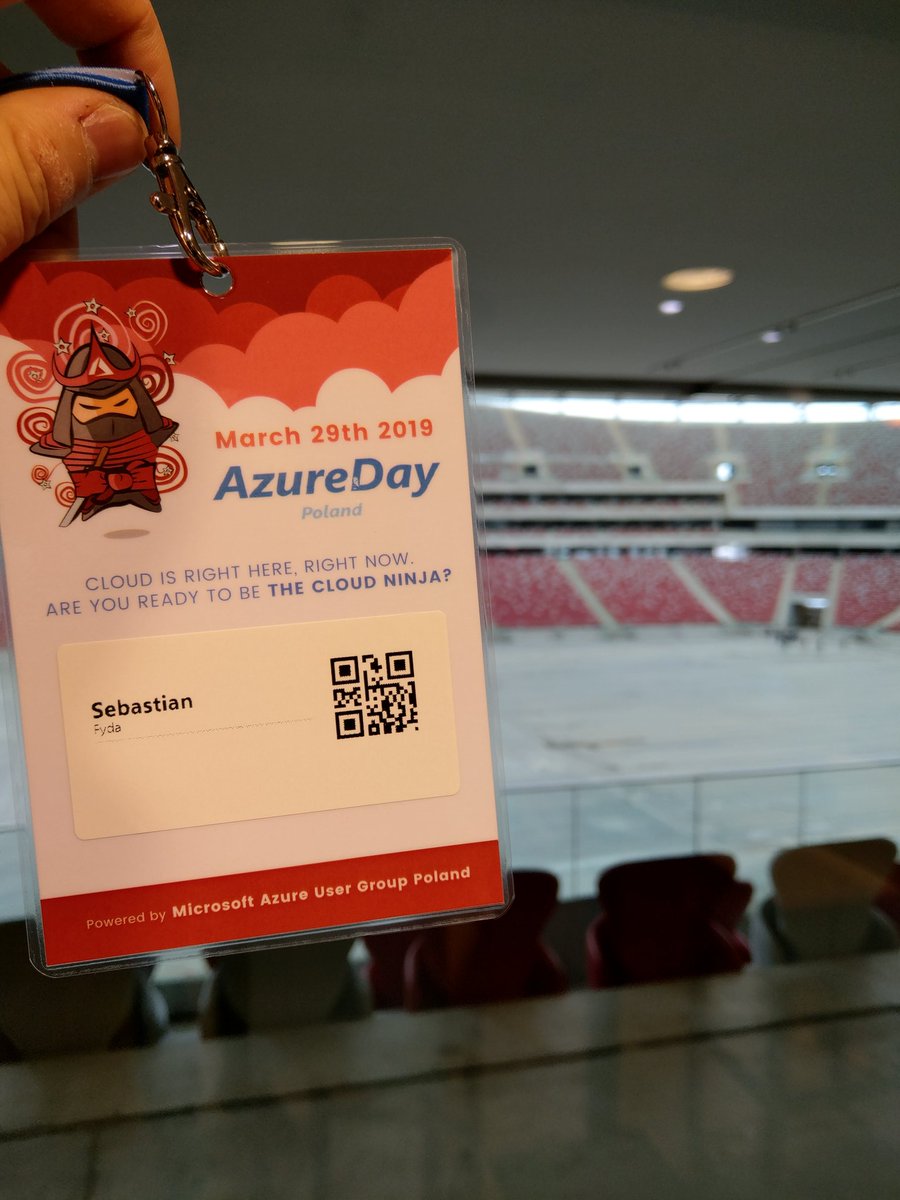 March 29th 2019
AzureDay
Poland
CLOUD IS RIGHT HERE, RIGHT NOW.
ARE YOU READY TO BE THE CLOUD NINJA?
Sebastian
Fyda
Powered by Microsoft Azure User Group Poland